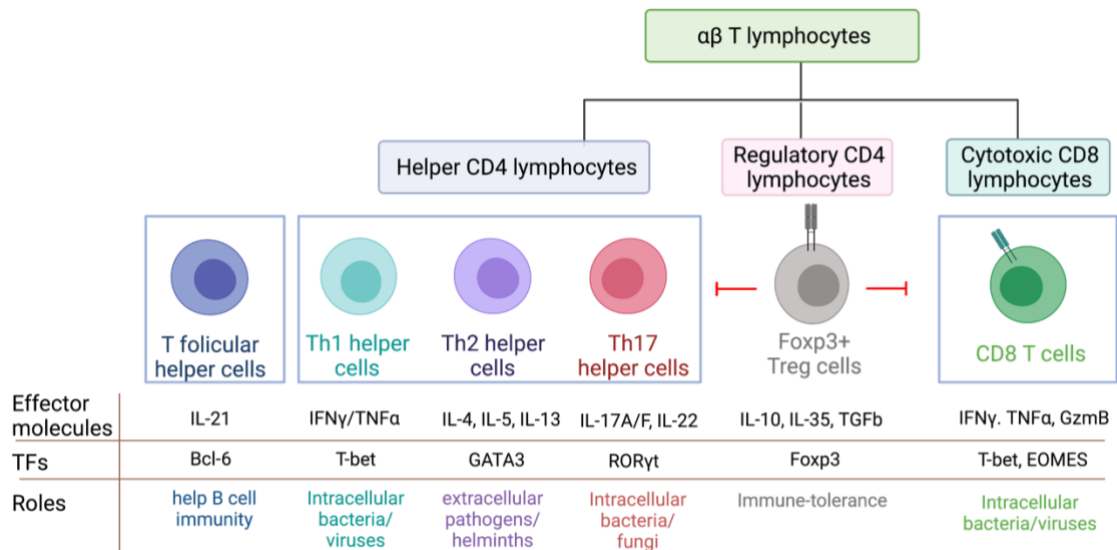 αβ T lymphocytes
Helper CD4 lymphocytes
Regulatory CD4
lymphocytes
Cytotoxic CD8
lymphocytes
T folicular
helper cells
Th1 helper
cells
Th2 helper
cells
Th17
helper cells
Foxp3+
Treg cells
CD8 T cells
Effector
molecules
IL-21
IFNγ/TNFα
IL-4, IL-5, IL-13
IL-17A/F, IL-22
IL-10, IL-35, TGFb
IFNγ. TNFα, GzmB
TFs
Bcl-6
T-bet
GATA3
RORγt
Foxp3
T-bet, EOMES
Roles
help B cell
immunity
Intracellular
bacteria/
viruses
extracellular
pathogens/
helminths
Intracellular
bacteria/
fungi
Immune-tolerance
Intracellular
bacteria/viruses